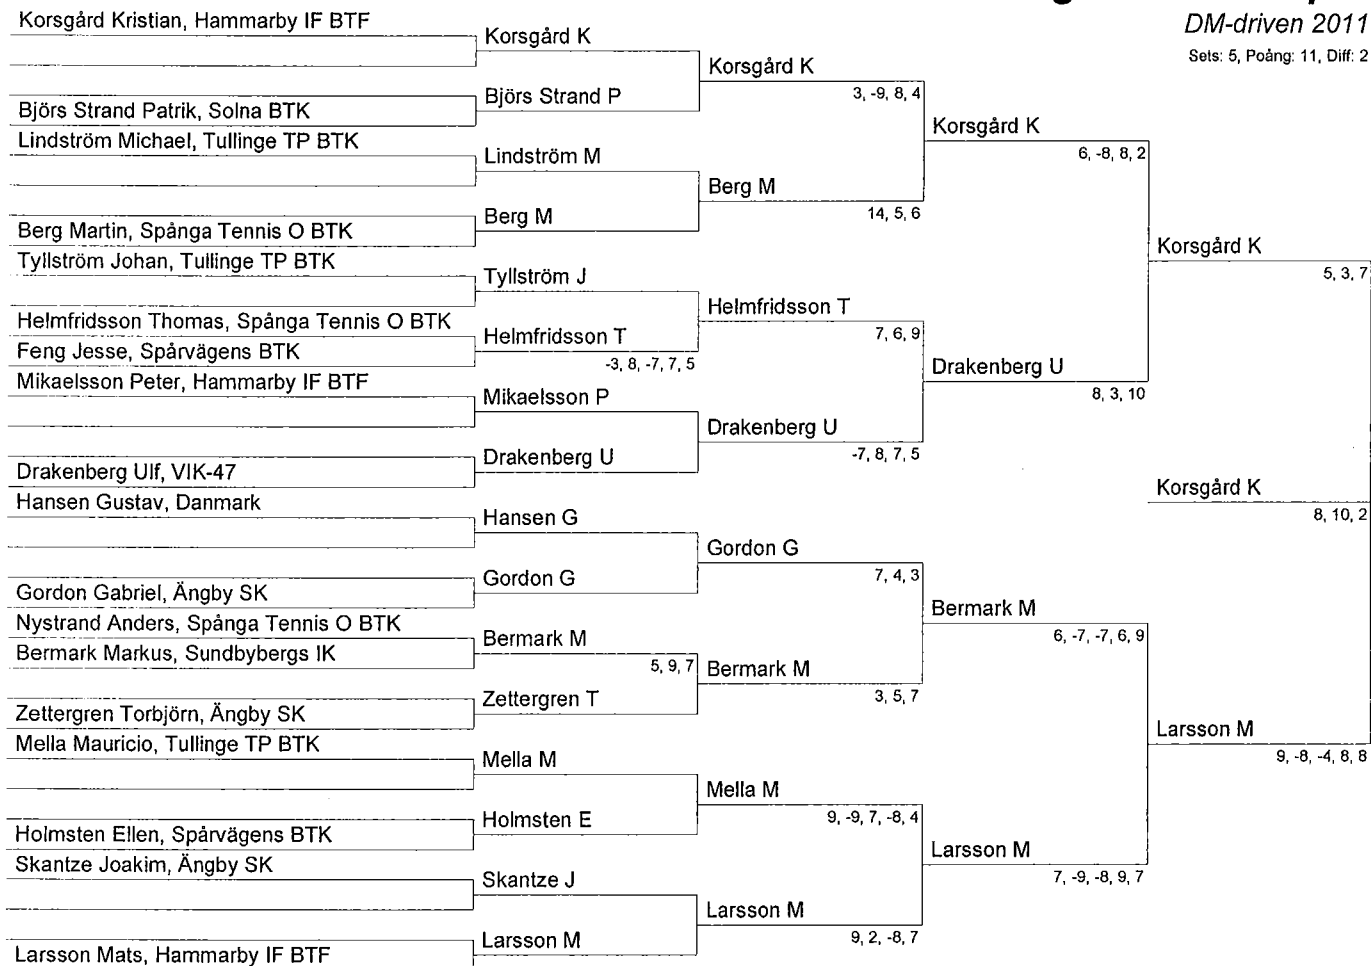 DM-driven 2011
Sets: 5, Poäng: 11, Diff: 2
Korsgård Kristian, Hammarby IF BTF
Björs Strand Patrik, Solna BTK
Lindström Michael, Tullinge TP BTK
Berg Martin, Spånga Tennis O BTK
Tyllström Johan, Tullinge TP BTK
Helmfridsson Thomas, Spånga Tennis O BTK
Feng Jesse, Spårvägens BTK
Mikaelsson Peter, Hammarby IF BTF
Drakenberg Ulf, VIK-47
Hansen Gustav, Danmark
Gordon Gabriel, Ängby SK
Nystrand Anders, Spånga Tennis O BTK
Bermark Markus, Sundbybergs IK
Zettergren Torbjörn, Ängby SK
Mella Mauricio, Tullinge TP BTK
Holmsten Ellen, Spårvägens BTK
Skantze Joakim, Ängby SK
Larsson Mats, Hammarby IF BTF
Korsgård K
Björs Strand P
Lindström M
Berg M
Tyllström J
Helmfridsson T
-3, 8, -7, 7, 5
Mikaelsson P
Drakenberg U
Hansen G
Gordon G
Bermark M
5, 9, 7
Zettergren T
Mella M
Holmsten E
Skantze J
Larsson M
Korsgård K
3, -9, 8, 4
Berg M
14, 5, 6
Helmfridsson T
7, 6, 9
Drakenberg U
-7, 8, 7, 5
Gordon G
7, 4, 3
Bermark M
3, 5, 7
Mella M
9, -9, 7, -8, 4
Larsson M
9, 2, -8, 7
Korsgård K
6, -8, 8, 2
Drakenberg U
8, 3, 10
Bermark M
6, -7, -7, 6, 9
Larsson M
7, -9, -8, 9, 7
Korsgård K
5, 3, 7
Larsson M
9, -8, -4, 8, 8
Korsgård K
8, 10, 2